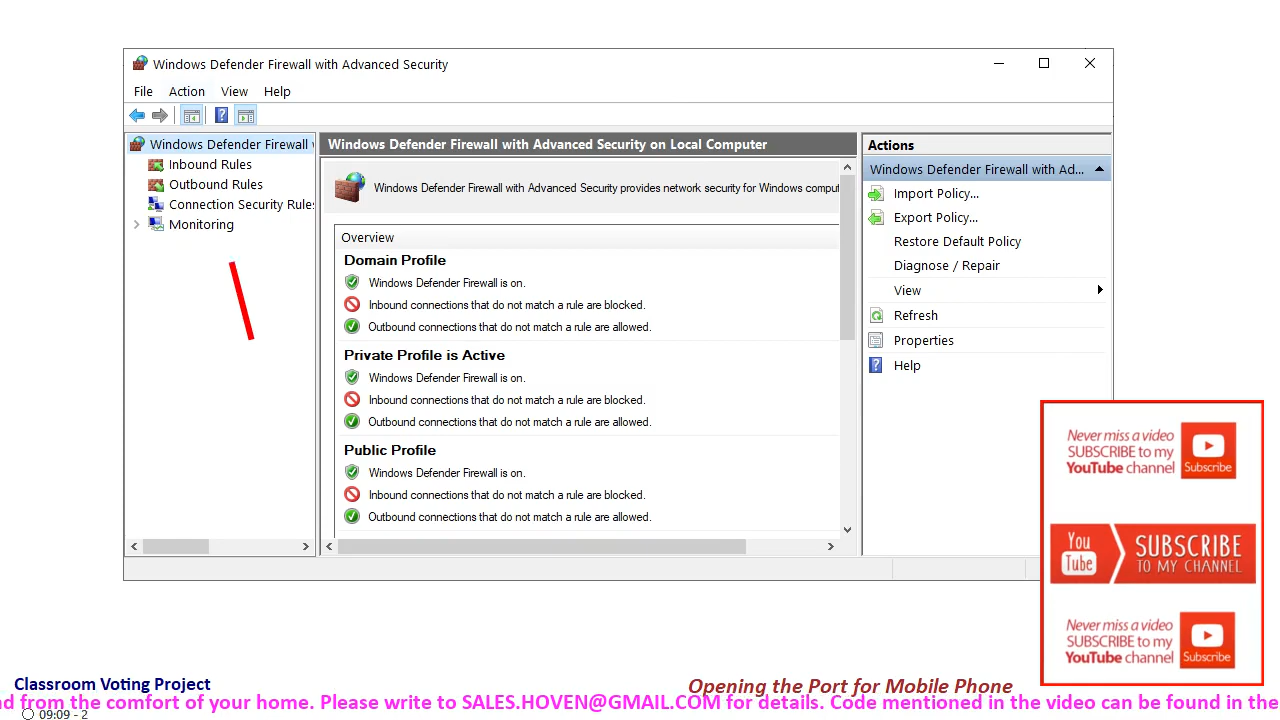 Windows Defender Firewall with Advanced Security
File Action View Help
Windows Defender Firewall
Inbound Rules
Outbound Rules
Connection Security Rules
Monitoring
Windows Defender Firewall with Advanced Security on Local Computer
Windows Defender Firewall with Advanced Security provides network security for Windows comput
Overview
Domain Profile
Windows Defender Firewall is on.
Inbound connections that do not match a rule are blocked.
Outbound connections that do not match a rule are allowed.
Private Profile is Active
Windows Defender Firewall is on.
Inbound connections that do not match a rule are blocked.
Outbound connections that do not match a rule are allowed.
Public Profile
Windows Defender Firewall is on.
Inbound connections that do not match a rule are blocked.
Outbound connections that do not match a rule are allowed.
Actions
Windows Defender Firewall with Ad...
Import Policy...
Export Policy...
Restore Default Policy
Diagnose / Repair
View
Refresh
Properties
Help
Never miss a video
SUBSCRIBE to my
YouTube channel
Subscribe
You
Tube
SUBSCRIBE
TO MY CHANNEL
Never miss a video
SUBSCRIBE to my
YouTube channel
Subscribe
Classroom Voting Project
Opening the Port for Mobile Phone
nd from the comfort of your home. Please write to SALES.HOVEN@GMAIL.COM for details. Code mentioned in the video can be found in the
09:09 - 2